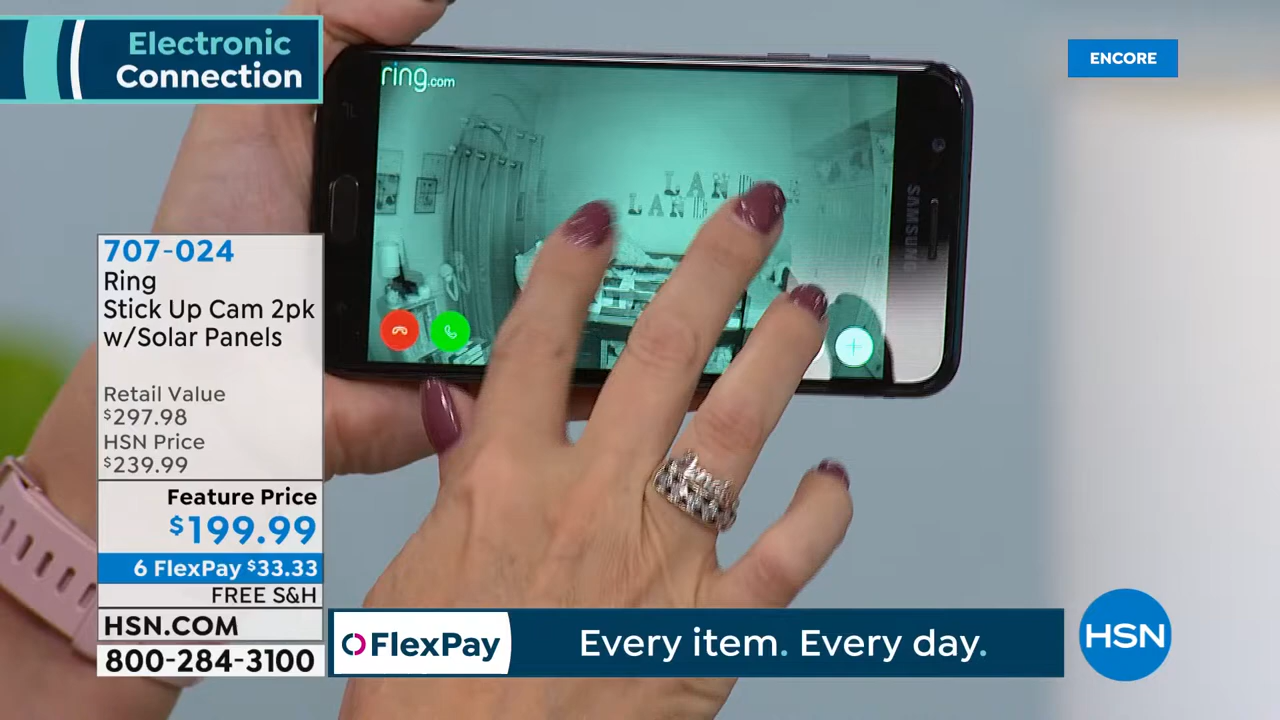 Electronic
Connection
ENCORE
ring.com
LAN
LAN
SAMSUNG
707-024
Ring
Stick Up Cam 2pk
w/Solar Panels
Retail Value
$297.98
HSN Price
$239.99
Feature Price
$199.99
6 FlexPay $33.33
FREE S&H
HSN.COM
800-284-3100
FlexPay
Every item. Every day.
HSN